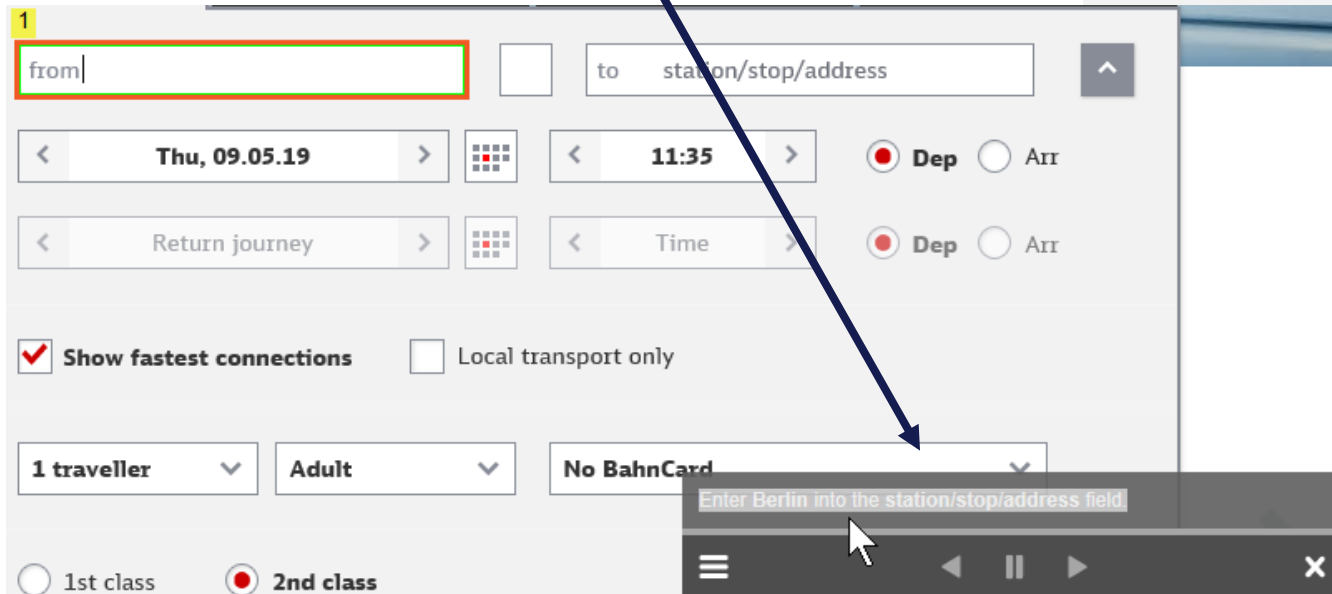 1
from
to station/stop/address
Thu, 09.05.19 11:35 Dep Arr
Return journey Time Dep Arr
Show fastest connections Local transport only
1 traveller Adult No BahnCard
Enter Berlin into the station/stop/address field.
1st class 2nd class